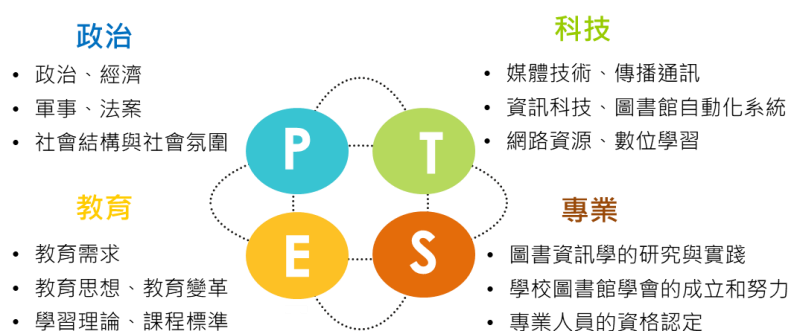 政治
• 政治、經濟
• 軍事、法案
• 社會結構與社會氛圍
科技
• 媒體技術、傳播通訊
• 資訊科技、圖書館自動化系統
• 網路資源、數位學習
P
T
E
S
教育
• 教育需求
• 教育思想、教育變革
• 學習理論、課程標準
專業
• 圖書資訊學的研究與實踐
• 學校圖書館學會的成立和努力
• 專業人員的資格認定